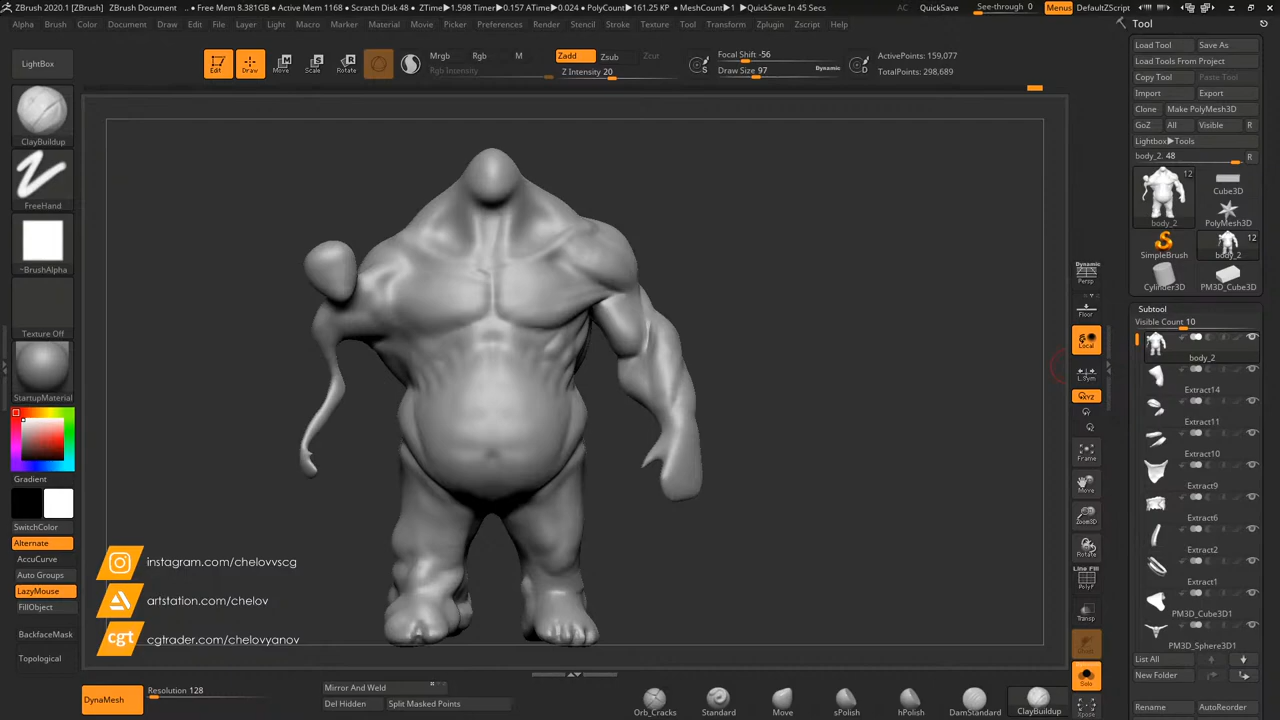 ZBrush 2020.1 [ZBrush] ZBrush Document .. • Free Mem 8.381GB • Active Mem 1168 • Scratch Disk 48 • ZTime▶1.598 Timer▶0.157 ATime▶0.024 • PolyCount▶161.25 KP • MeshCount▶1 ▶QuickSave In 45 Secs AC QuickSave See-through 0 Menus DefaultZScript
Alpha Brush Color Document Draw Edit File Layer Light Macro Marker Material Movie Picker Preferences Render Stencil Stroke Texture Tool Transform Zplugin Zscript Help
Tool
LightBox
Edit
Draw
Move
Scale
Rotate
Mrgb Rgb M
Rgb Intensity
Zadd Zsub Zcut
Z Intensity 20
S
Focal Shift -56
Draw Size 97
Dynamic
D
ActivePoints: 159,077
TotalPoints: 298,689
ClayBuildup
FreeHand
~BrushAlpha
Texture Off
StartupMaterial
Gradient
SwitchColor
Alternate
AccuCurve
Auto Groups
LazyMouse
FillObject
BackfaceMask
Topological
instagram.com/chelovvscg
artstation.com/chelov
cgt
cgtrader.com/chelovyanov
DynaMesh
Resolution 128
Mirror And Weld
Del Hidden
Split Masked Points
Orb_Cracks
Standard
Move
sPolish
hPolish
DamStandard
ClayBuildup
Dynamic
Persp
Floor
Local
L.Sym
XYZ
Frame
Move
Zoom3D
Rotate
Line Fill
PolyF
Transp
Solo
Xpose
Load Tool Save As
Load Tools From Project
Copy Tool Paste Tool
Import Export
Clone Make PolyMesh3D
GoZ All Visible R
Lightbox▶Tools
body_2. 48 R
12
body_2
Cube3D
PolyMesh3D
SimpleBrush
12
body_2
Cylinder3D
PM3D_Cube3D
Subtool
Visible Count 10
body_2
Extract14
Extract11
Extract10
Extract9
Extract6
Extract2
Extract1
PM3D_Cube3D1
PM3D_Sphere3D1
List All
New Folder
Rename AutoReorder